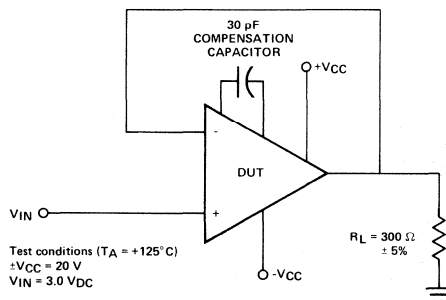 30 pF
COMPENSATION
CAPACITOR
+VCC
-
DUT
VIN
+
RL = 300 Ω
± 5%
Test conditions (TA = +125°C)
±VCC = 20 V
VIN = 3.0 VDC
-VCC